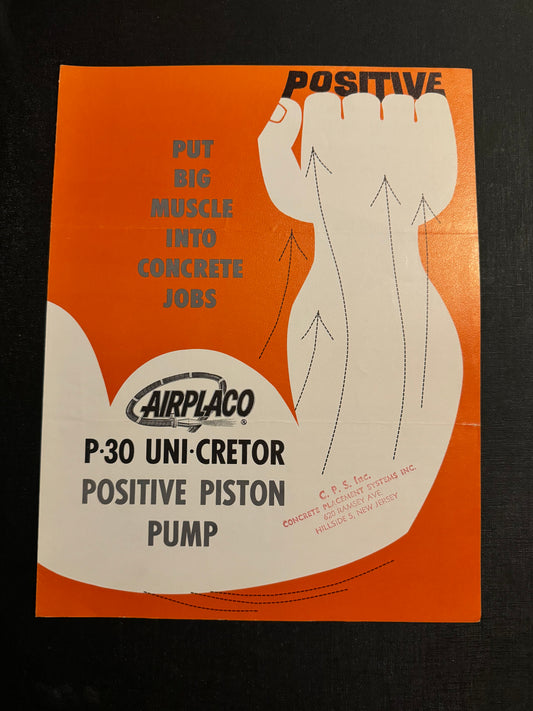 POSITIVE
PUT
BIG
MUSCLE
INTO
CONCRETE
JOBS
AIRPLACO®
P·30 UNI·CRETOR
POSITIVE PISTON
PUMP
C. P. S. Inc.
CONCRETE PLACEMENT SYSTEMS INC.
620 RAMSEY AVE.
HILLSIDE 5, NEW JERSEY